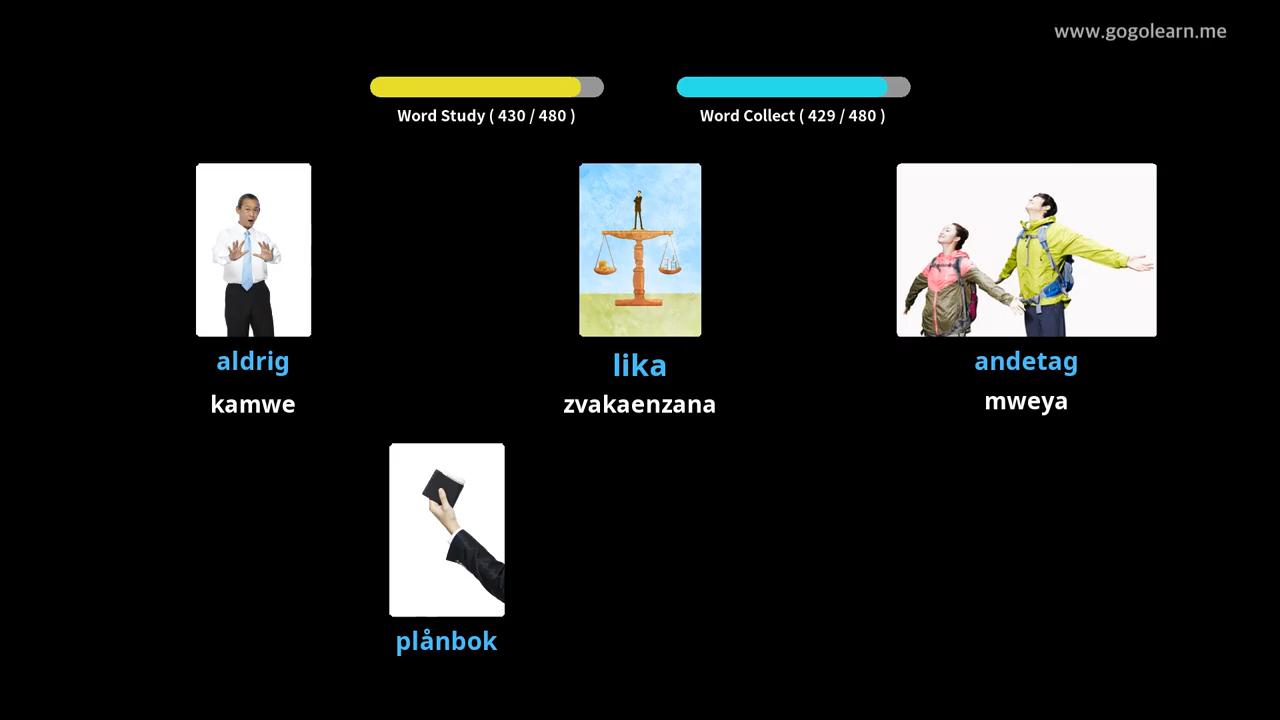 www.gogolearn.me
Word Study ( 430 / 480 )
Word Collect ( 429 / 480 )
aldrig
lika
andetag
kamwe
zvakaenzana
mweya
plånbok